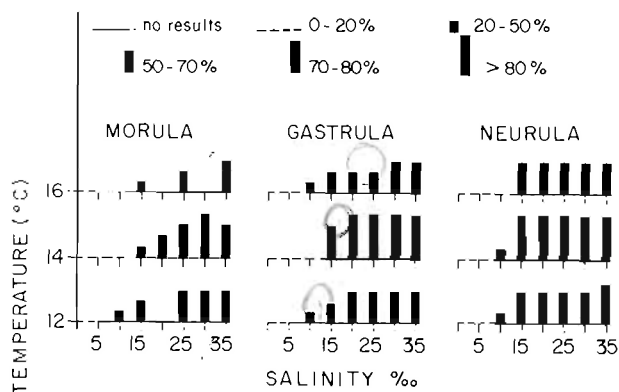 no results 0-20% 20-50%
50-70% 70-80% >80%
MORULA GASTRULA NEURULA
TEMPERATURE (°C)
16
14
12
5 15 25 35 5 15 25 35 5 15 25 35
SALINITY ‰